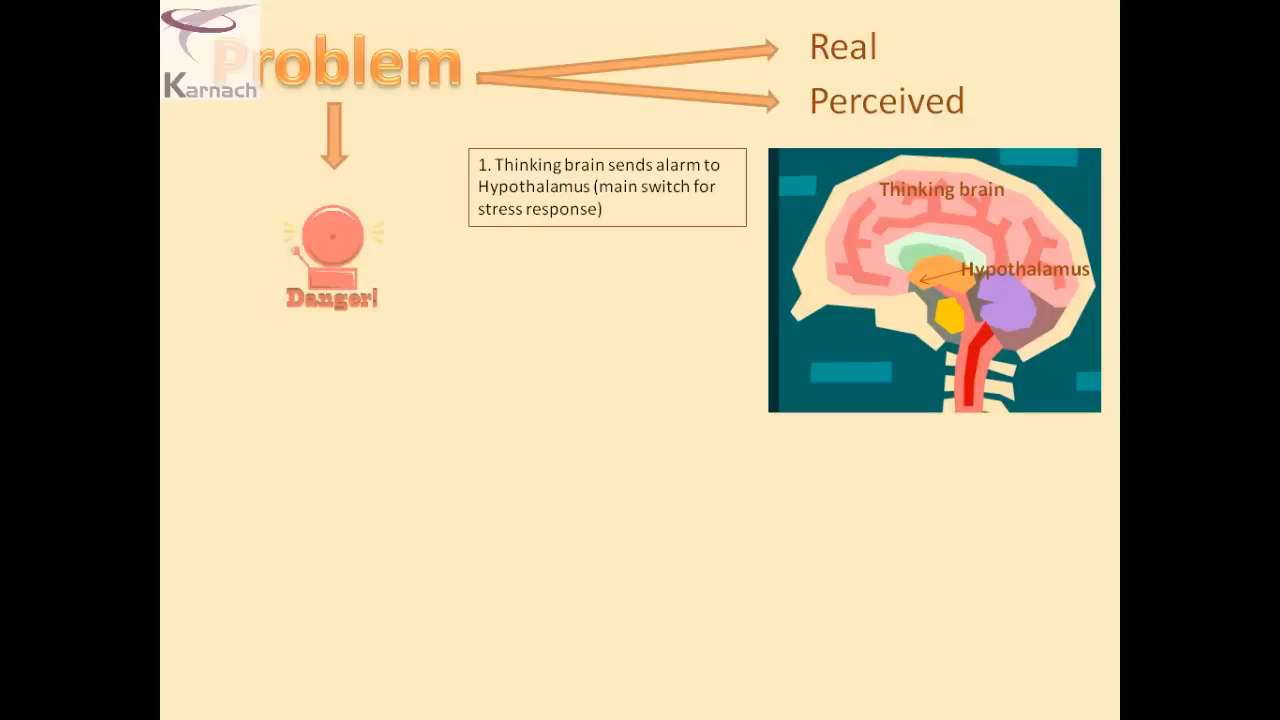 Karnach
Problem
Real
Perceived
1. Thinking brain sends alarm to
Hypothalamus (main switch for
stress response)
Thinking brain
Hypothalamus
Danger!